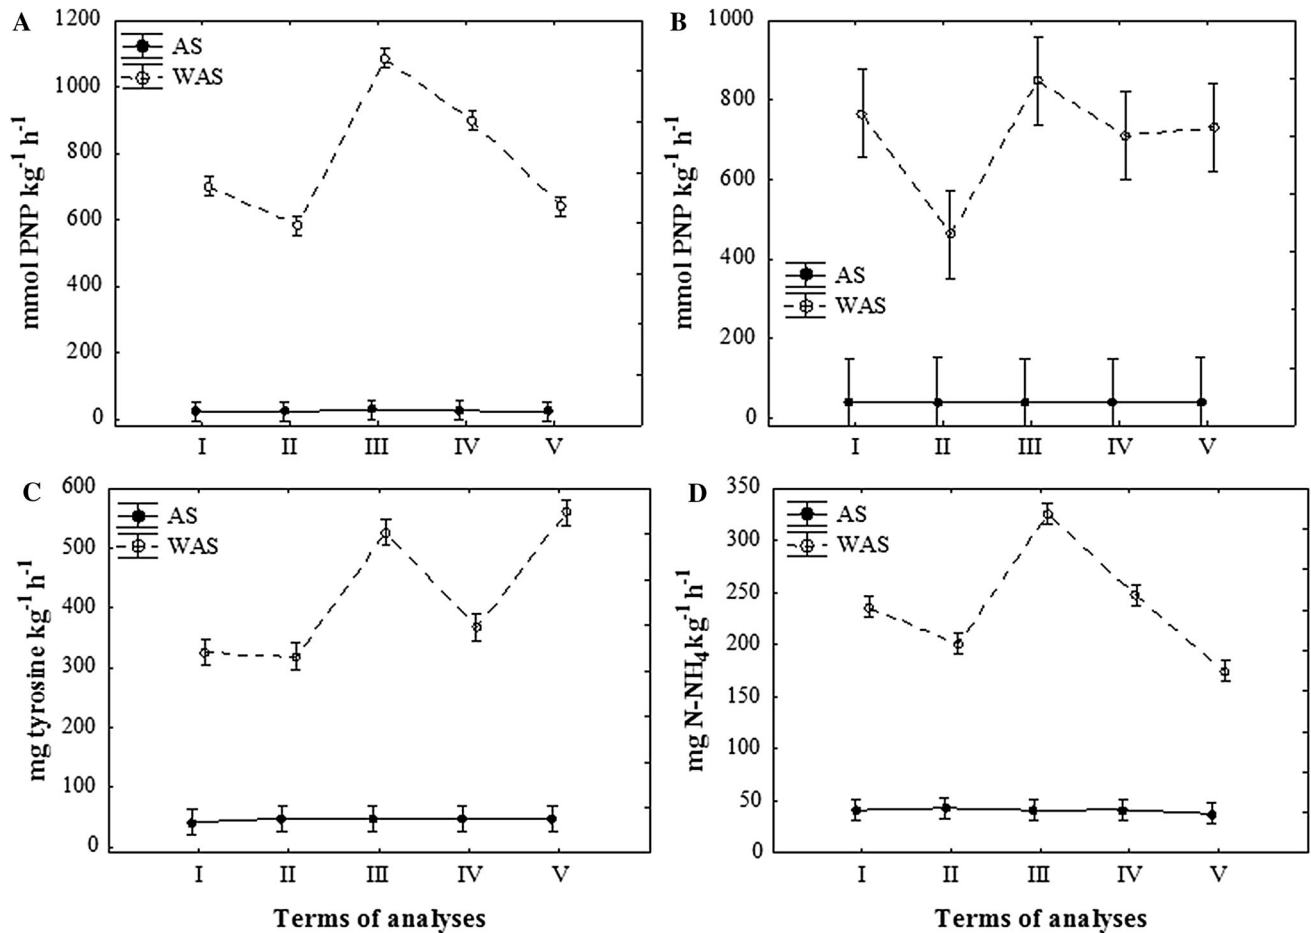 A
mmol PNP kg-1 h-1
1200
1000
800
600
400
200
0
AS
WAS
I II III IV V
B
mmol PNP kg-1 h-1
1000
800
600
400
200
0
AS
WAS
I II III IV V
C
mg tyrosine kg-1 h-1
600
500
400
300
200
100
0
AS
WAS
I II III IV V
Terms of analyses
D
mg N-NH4 kg-1 h-1
350
300
250
200
150
100
50
0
AS
WAS
I II III IV V
Terms of analyses